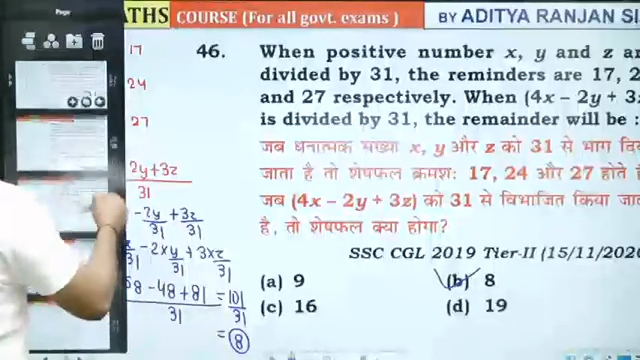 THS COURSE (For all govt. exams) BY ADITYA RANJAN SI
46. When positive number x, y and z ar
divided by 31, the reminders are 17, 2
and 27 respectively. When (4x – 2y + 3z
is divided by 31, the remainder will be :
जब धनात्मक संख्या x, y और z को 31 से भाग दि
जाता है तो शेषफल क्रमशः 17, 24 और 27 होते ह
जब (4x – 2y + 3z) को 31 से विभाजित किया जा
है, तो शेषफल क्या होगा?
SSC CGL 2019 Tier-II (15/11/2020
(a) 9 (b) 8
(c) 16 (d) 19
17
24
27
2y+3z
31
-2y/31 + 3z/31
31 -2xy/31 + 3xz/31
68 - 48 + 81 = 101/31
31
= 8